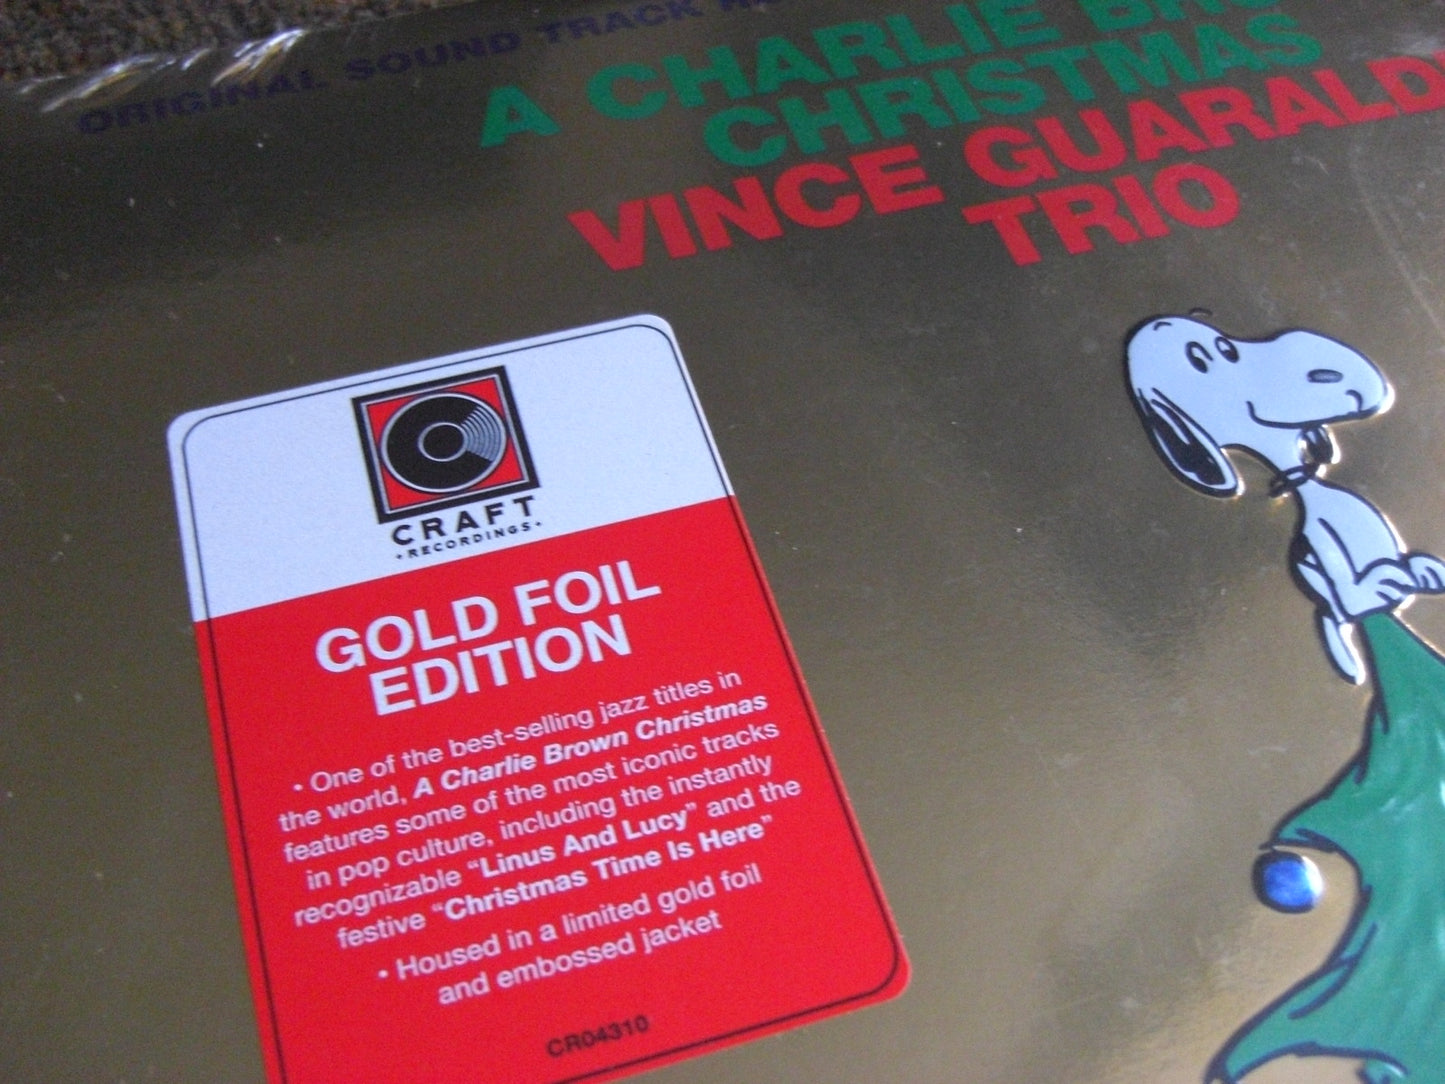 ORIGINAL SOUND TRACK
A CHARLIE
CHRISTMAS
VINCE GUARALDI
TRIO
CRAFT
RECORDINGS
GOLD FOIL
EDITION
• One of the best-selling jazz titles in
the world, A Charlie Brown Christmas
features some of the most iconic tracks
in pop culture, including the instantly
recognizable “Linus And Lucy” and the
festive “Christmas Time Is Here”
• Housed in a limited gold foil
and embossed jacket
CR04310